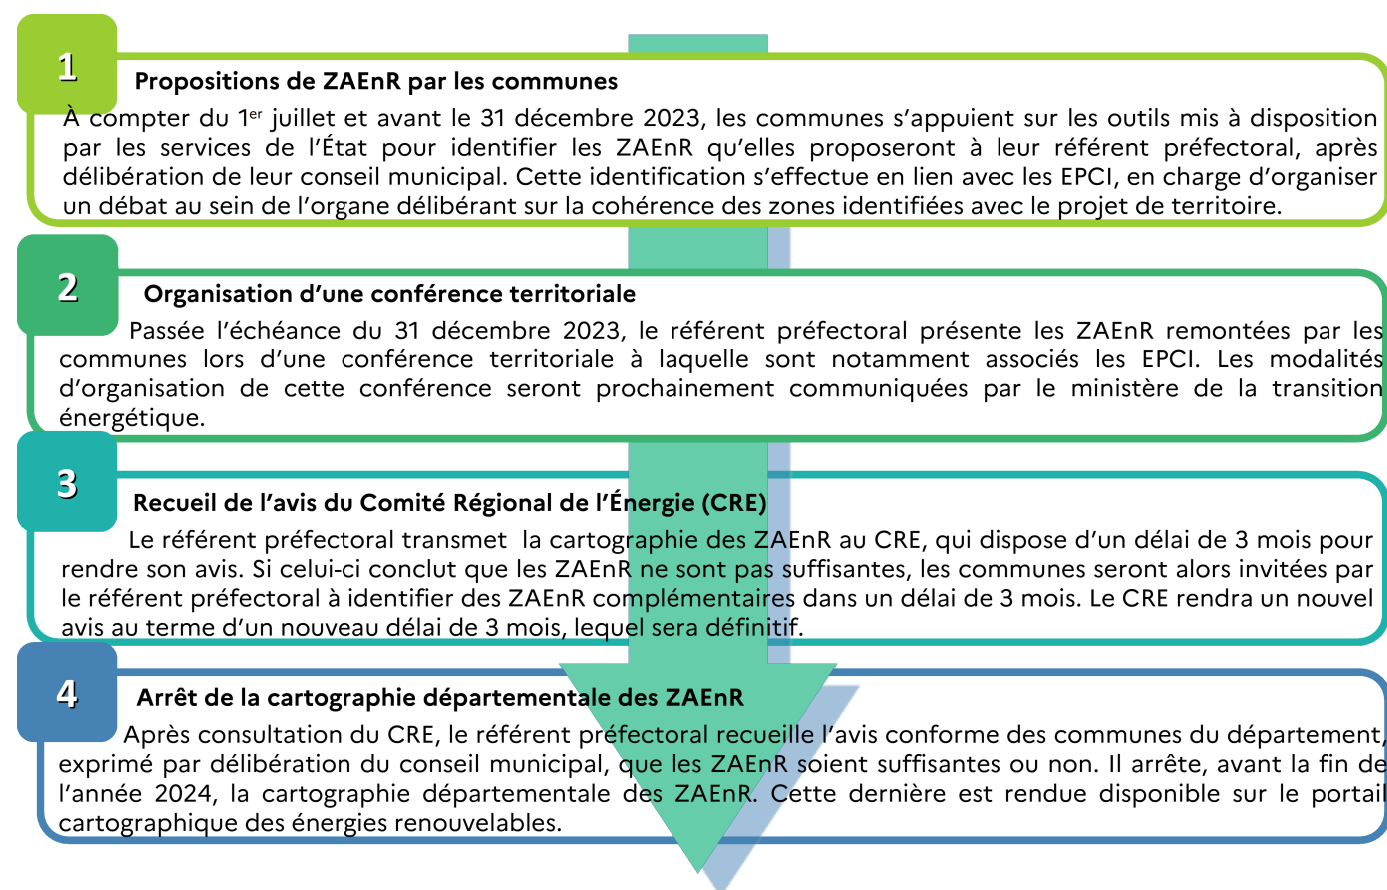 1
Propositions de ZAEnR par les communes
À compter du 1er juillet et avant le 31 décembre 2023, les communes s’appuient sur les outils mis à disposition
par les services de l’État pour identifier les ZAEnR qu’elles proposeront à leur référent préfectoral, après
délibération de leur conseil municipal. Cette identification s’effectue en lien avec les EPCI, en charge d’organiser
un débat au sein de l’organe délibérant sur la cohérence des zones identifiées avec le projet de territoire.
2
Organisation d’une conférence territoriale
Passée l’échéance du 31 décembre 2023, le référent préfectoral présente les ZAEnR remontées par les
communes lors d’une conférence territoriale à laquelle sont notamment associés les EPCI. Les modalités
d’organisation de cette conférence seront prochainement communiquées par le ministère de la transition
énergétique.
3
Recueil de l’avis du Comité Régional de l’Énergie (CRE)
Le référent préfectoral transmet la cartographie des ZAEnR au CRE, qui dispose d’un délai de 3 mois pour
rendre son avis. Si celui-ci conclut que les ZAEnR ne sont pas suffisantes, les communes seront alors invitées par
le référent préfectoral à identifier des ZAEnR complémentaires dans un délai de 3 mois. Le CRE rendra un nouvel
avis au terme d’un nouveau délai de 3 mois, lequel sera définitif.
4
Arrêt de la cartographie départementale des ZAEnR
Après consultation du CRE, le référent préfectoral recueille l’avis conforme des communes du département,
exprimé par délibération du conseil municipal, que les ZAEnR soient suffisantes ou non. Il arrête, avant la fin de
l’année 2024, la cartographie départementale des ZAEnR. Cette dernière est rendue disponible sur le portail
cartographique des énergies renouvelables.